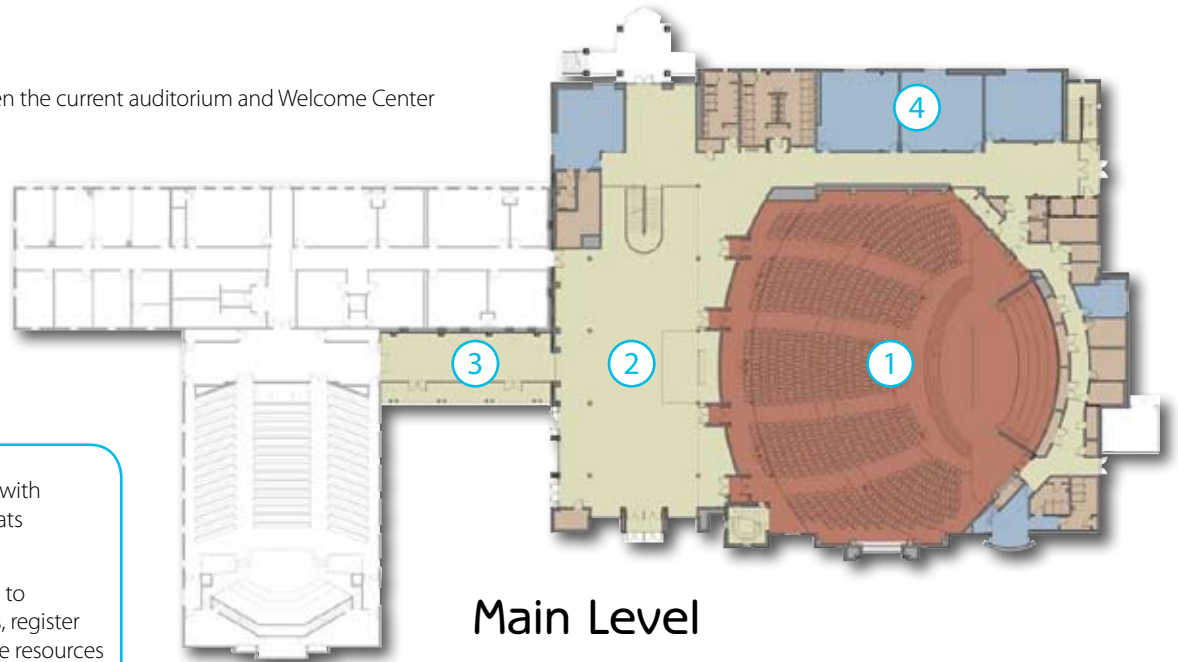 en the current auditorium and Welcome Center
4
3
2
1
with
ats
to
s, register
e resources
Main Level